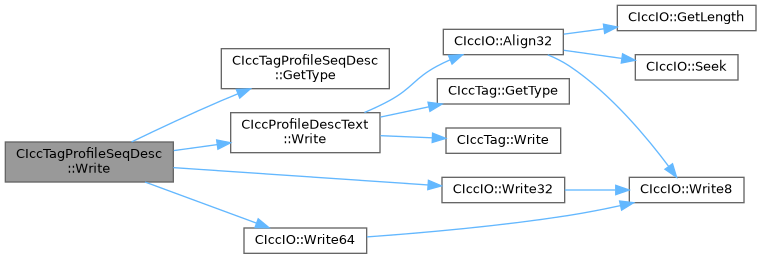 CIccTagProfileSeqDesc
::Write
CIccTagProfileSeqDesc
::GetType
CIccProfileDescText
::Write
CIccIO::Write64
CIccIO::Align32
CIccTag::GetType
CIccTag::Write
CIccIO::Write32
CIccIO::GetLength
CIccIO::Seek
CIccIO::Write8